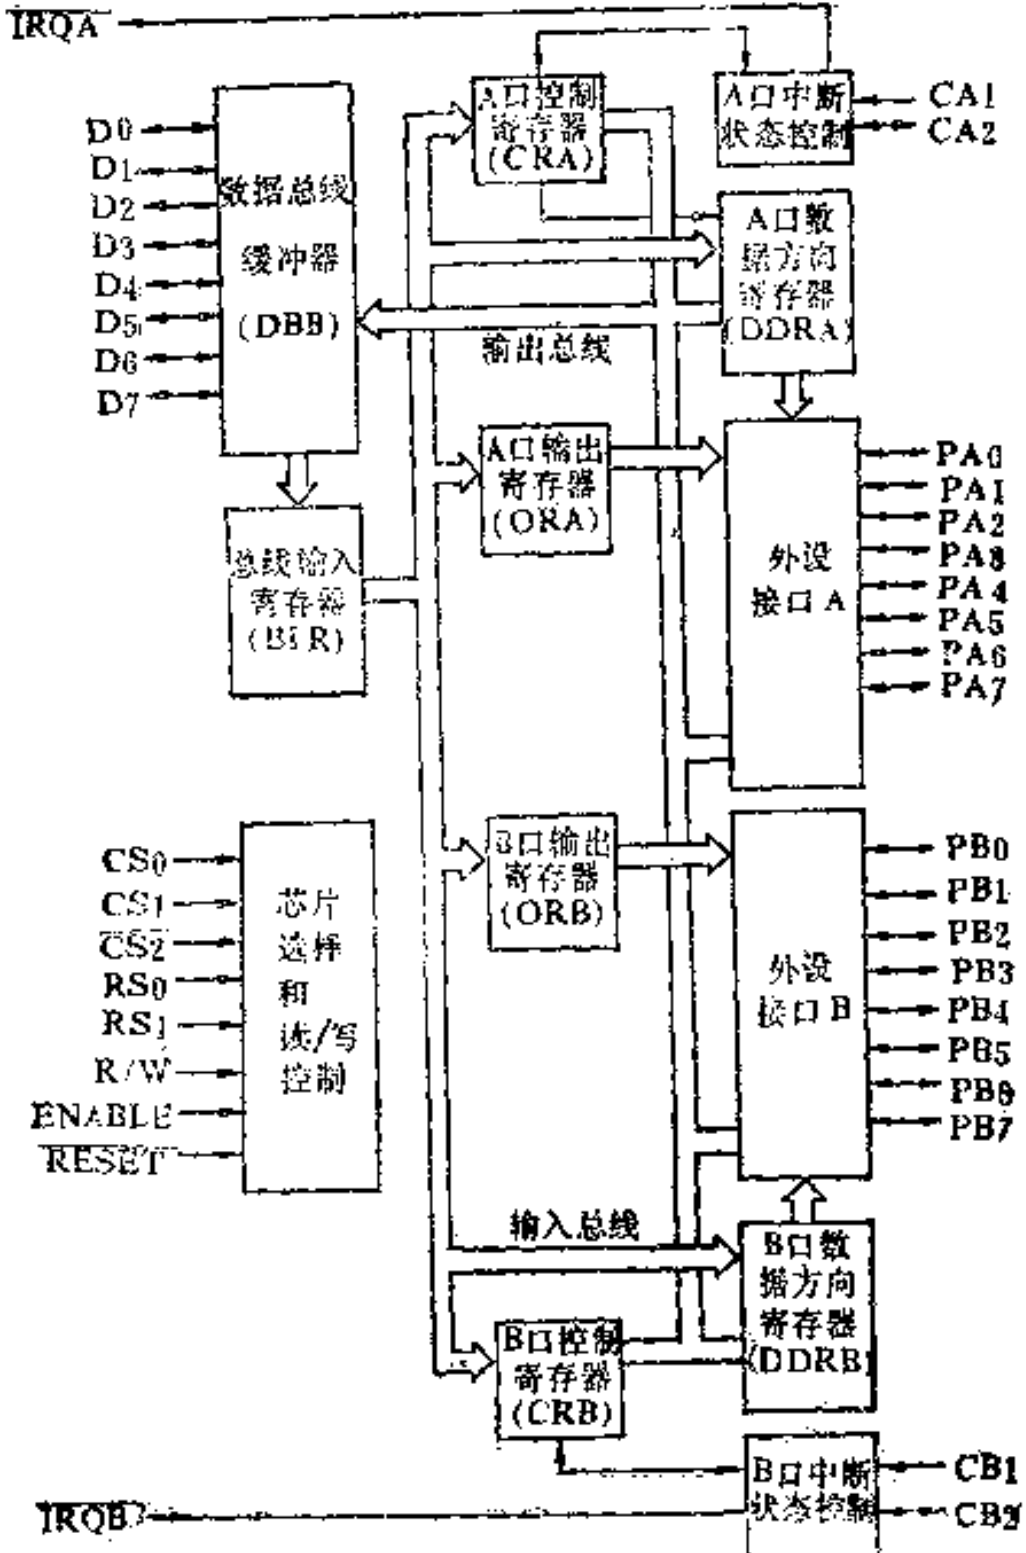 IRQA
A口控制
寄存器
(CRA)
A口中断
状态控制
CA1
CA2
D0
D1
D2
D3
D4
D5
D6
D7
数据总线
缓冲器
(DBB)
A口数
据方向
寄存器
(DDRA)
输出总线
A口输出
寄存器
(ORA)
总线输入
寄存器
(BIR)
外设
接口A
PA0
PA1
PA2
PA3
PA4
PA5
PA6
PA7
CS0
CS1
CS2
RS0
RS1
R/W
ENABLE
RESET
芯片
选择
和
读/写
控制
B口输出
寄存器
(ORB)
外设
接口B
PB0
PB1
PB2
PB3
PB4
PB5
PB6
PB7
输入总线
B口数
据方向
寄存器
(DDRB)
B口控制
寄存器
(CRB)
B口中断
状态控制
CB1
CB2
IRQB